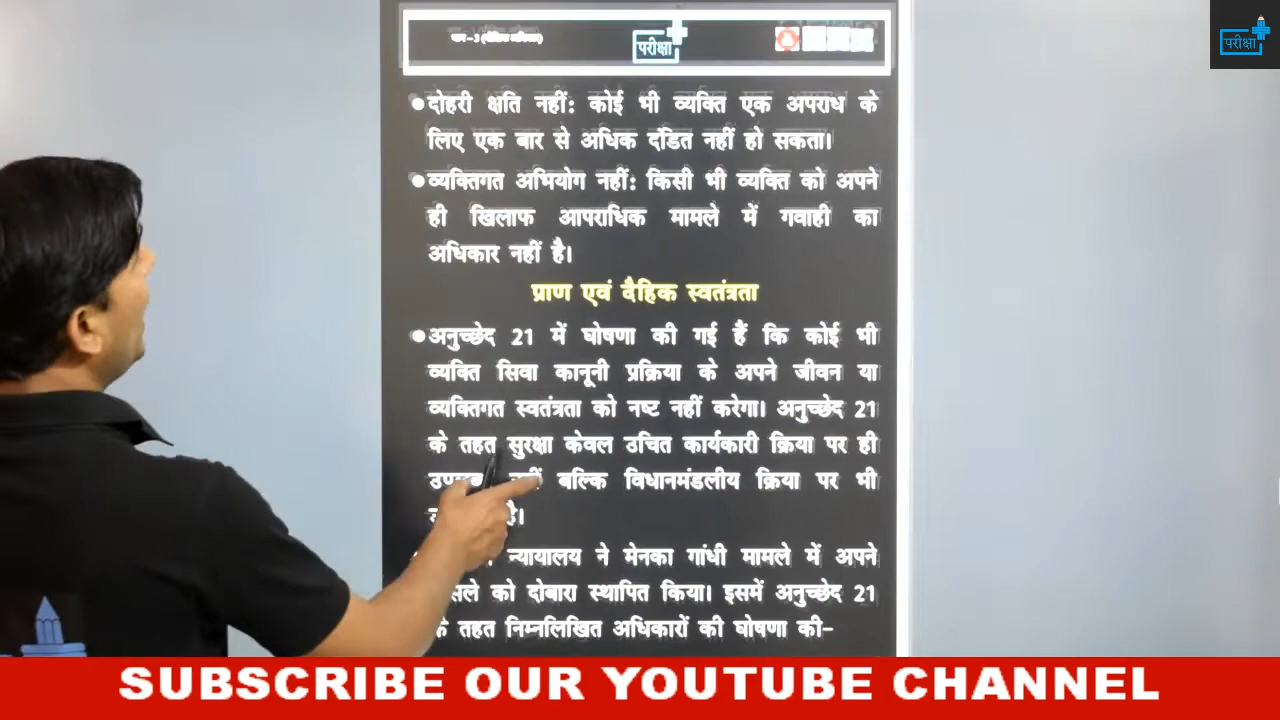 परीक्षा
परीक्षा
●दोहरी क्षति नहीं: कोई भी व्यक्ति एक अपराध के
लिए एक बार से अधिक दंडित नहीं हो सकता।
●व्यक्तिगत अभियोग नहीं: किसी भी व्यक्ति को अपने
ही खिलाफ आपराधिक मामले में गवाही का
अधिकार नहीं है।
प्राण एवं दैहिक स्वतंत्रता
●अनुच्छेद 21 में घोषणा की गई हैं कि कोई भी
व्यक्ति सिवा कानूनी प्रक्रिया के अपने जीवन या
व्यक्तिगत स्वतंत्रता को नष्ट नहीं करेगा। अनुच्छेद 21
के तहत सुरक्षा केवल उचित कार्यकारी क्रिया पर ही
बल्कि विधानमंडलीय क्रिया पर भी
है।
न्यायालय ने मेनका गांधी मामले में अपने
को दोबारा स्थापित किया। इसमें अनुच्छेद 21
तहत निम्नलिखित अधिकारों की घोषणा की–
SUBSCRIBE OUR YOUTUBE CHANNEL